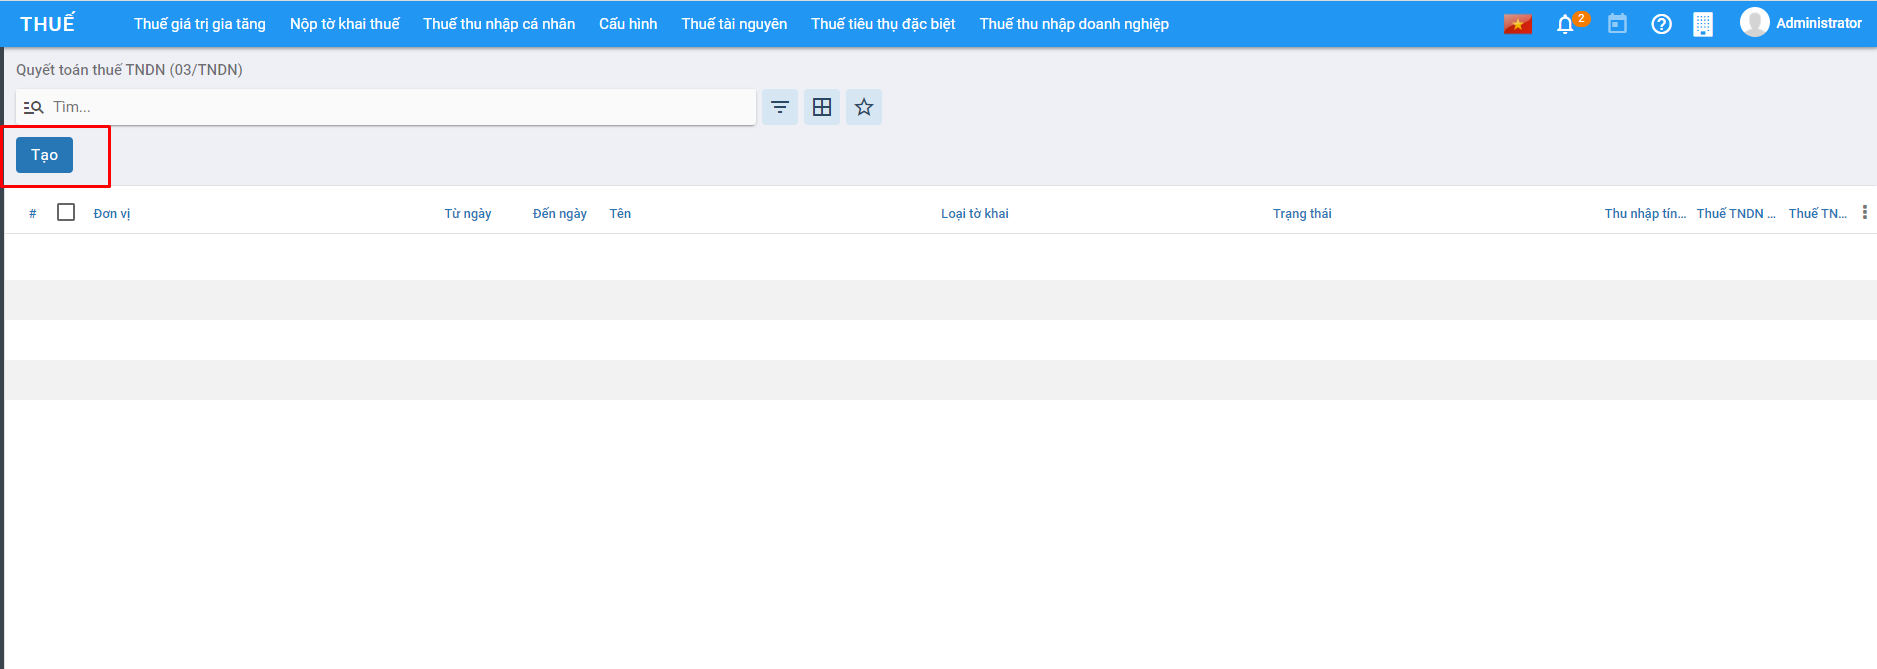 THUẾ Thuế giá trị gia tăng Nộp tờ khai thuế Thuế thu nhập cá nhân Cấu hình Thuế tài nguyên Thuế tiêu thụ đặc biệt Thuế thu nhập doanh nghiệp 2 Administrator
Quyết toán thuế TNDN (03/TNDN)
Tìm...
Tạo
# Đơn vị Từ ngày Đến ngày Tên Loại tờ khai Trạng thái Thu nhập tín... Thuế TNDN ... Thuế TN...